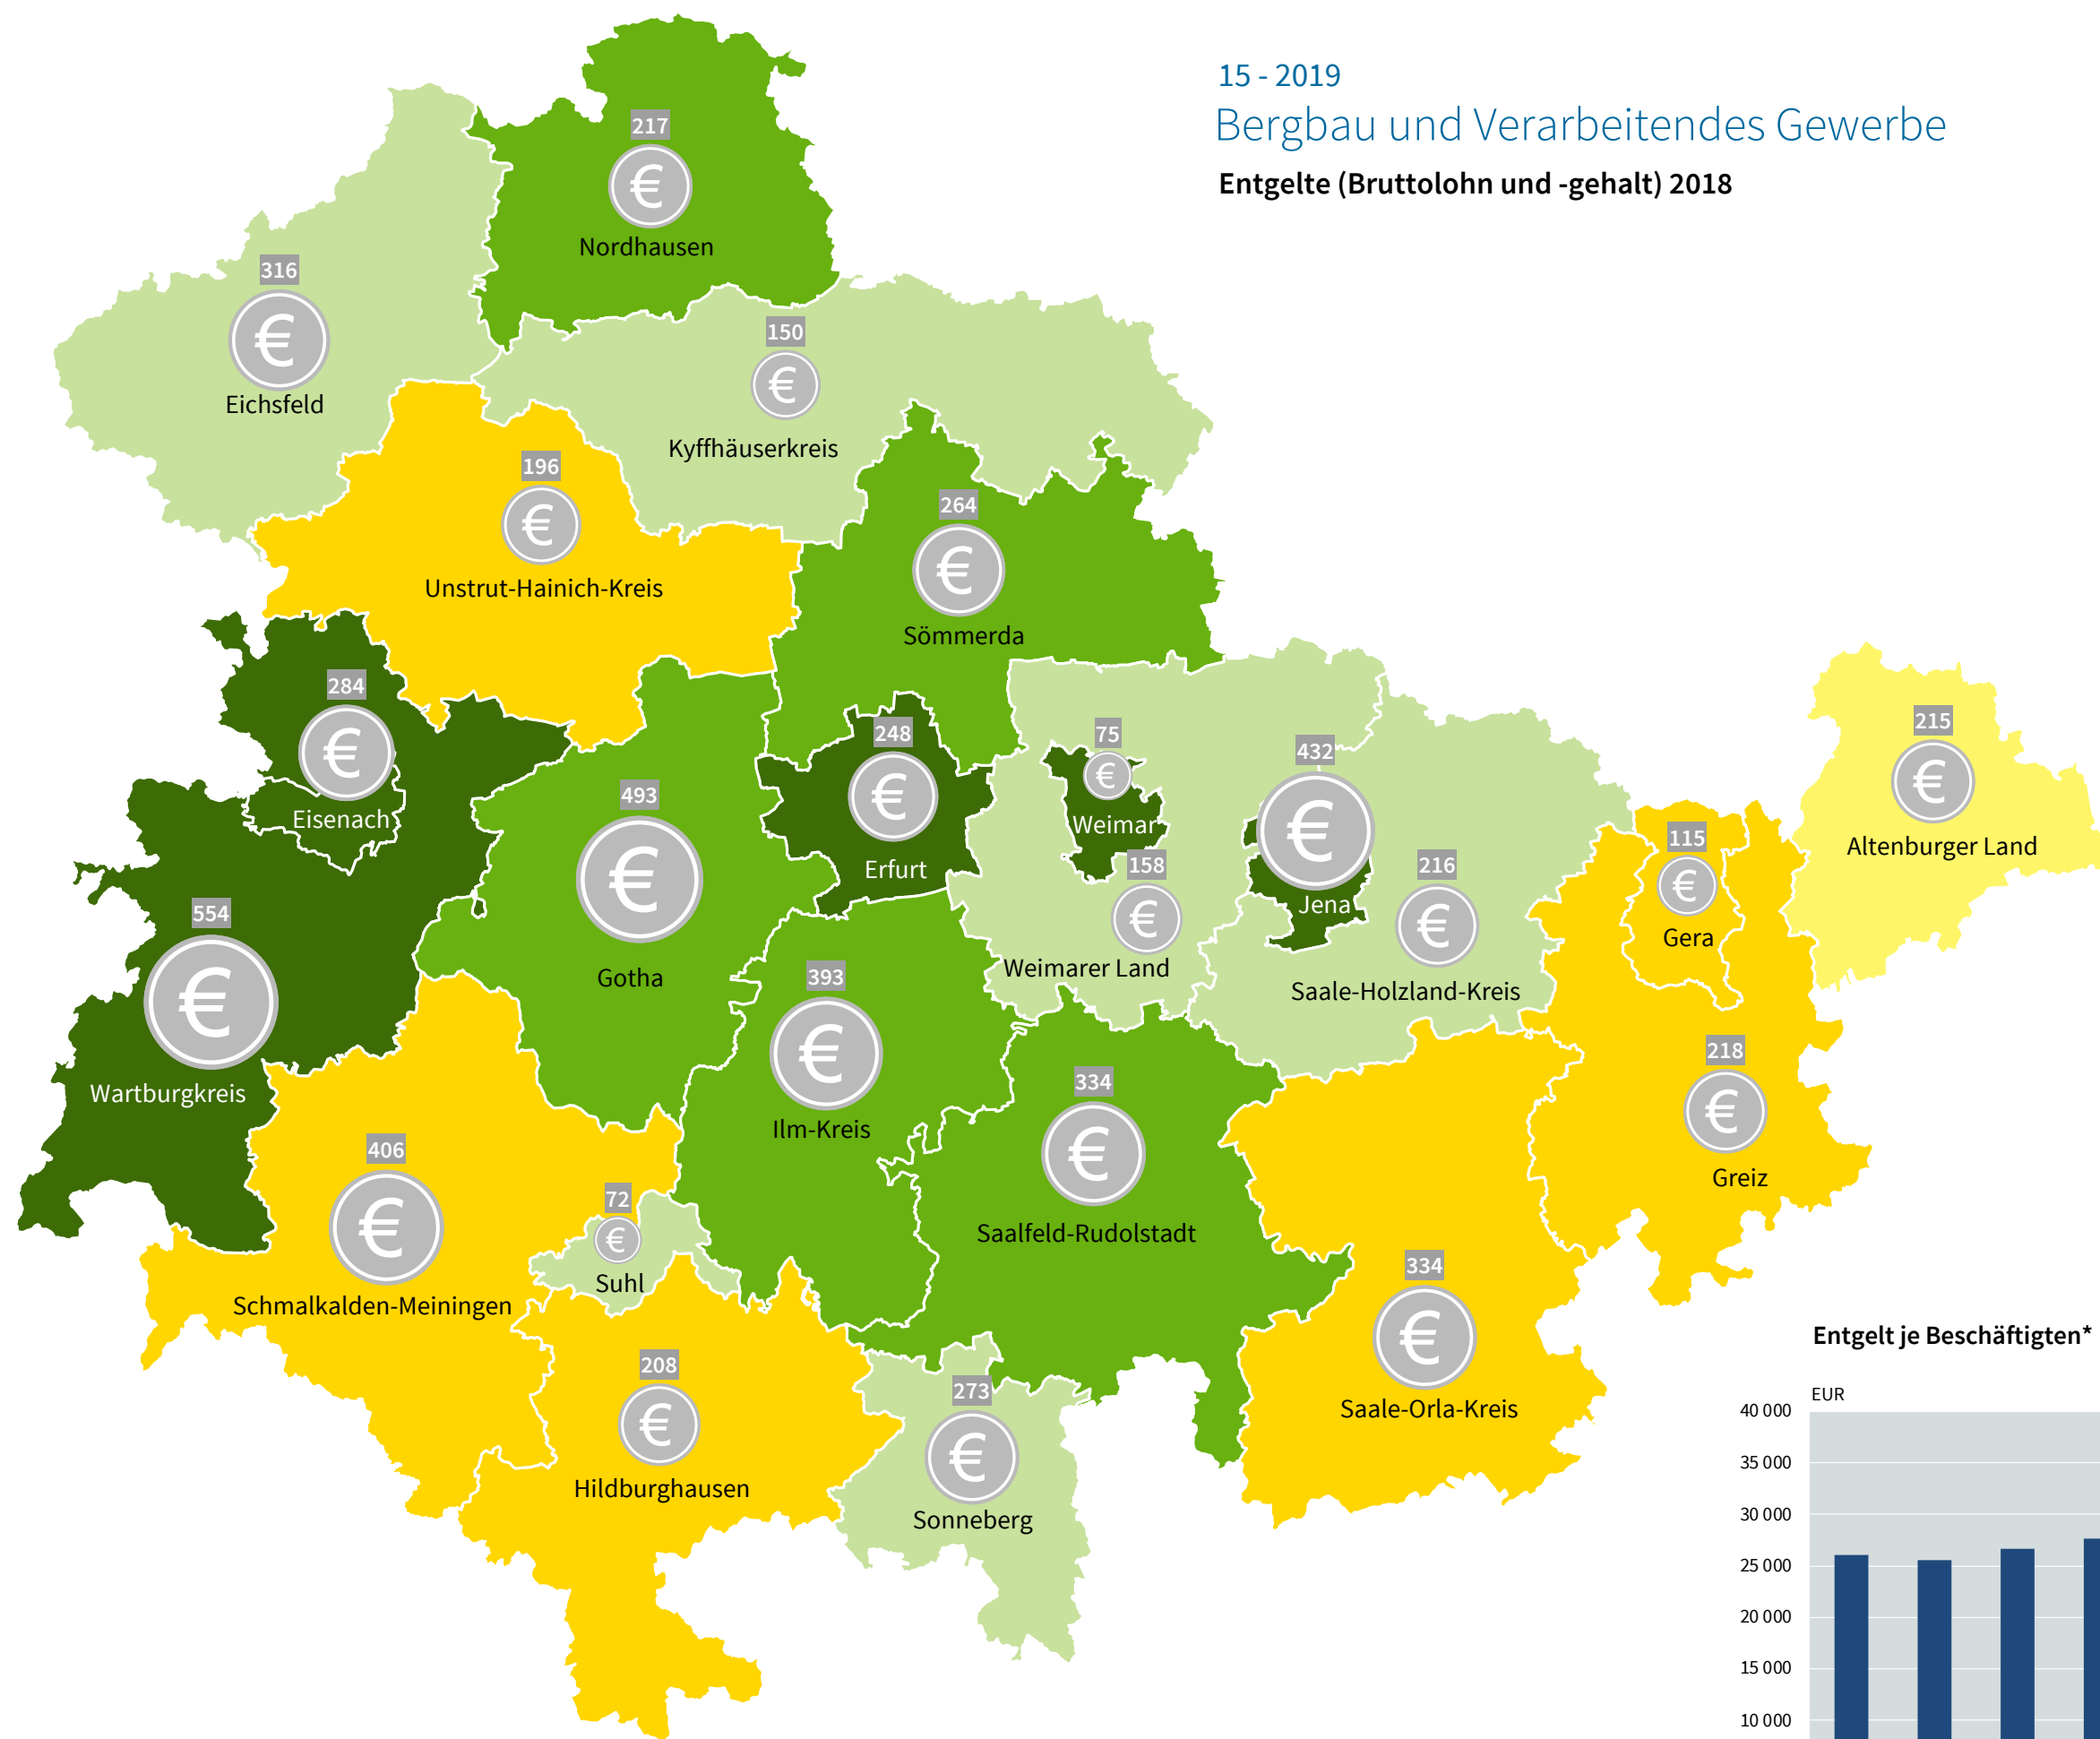 15 - 2019
Bergbau und Verarbeitendes Gewerbe
Entgelte (Bruttolohn und -gehalt) 2018
217
€
Nordhausen
316
€
Eichsfeld
150
€
Kyffhäuserkreis
196
€
Unstrut-Hainich-Kreis
264
€
Sömmerda
284
€
Eisenach
248
€
Erfurt
75
€
Weimar
432
€
Jena
215
€
Altenburger Land
493
€
Gotha
158
€
Weimarer Land
216
€
Saale-Holzland-Kreis
115
€
Gera
554
€
Wartburgkreis
393
€
Ilm-Kreis
334
€
Saalfeld-Rudolstadt
218
€
Greiz
406
€
Schmalkalden-Meiningen
72
€
Suhl
334
€
Saale-Orla-Kreis
208
€
Hildburghausen
273
€
Sonneberg
Entgelt je Beschäftigten*
EUR
40 000
35 000
30 000
25 000
20 000
15 000
10 000